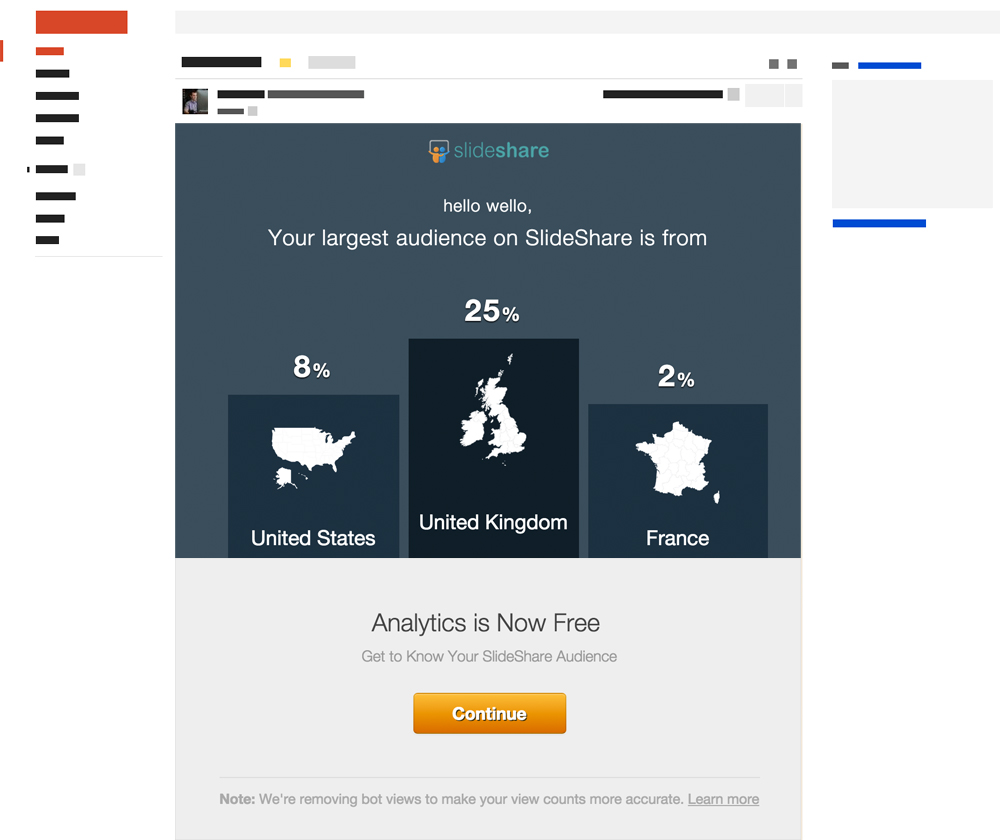 slideshare
hello wello,
Your largest audience on SlideShare is from
25%
8%
2%
United States
United Kingdom
France
Analytics is Now Free
Get to Know Your SlideShare Audience
Continue
Note: We're removing bot views to make your view counts more accurate. Learn more